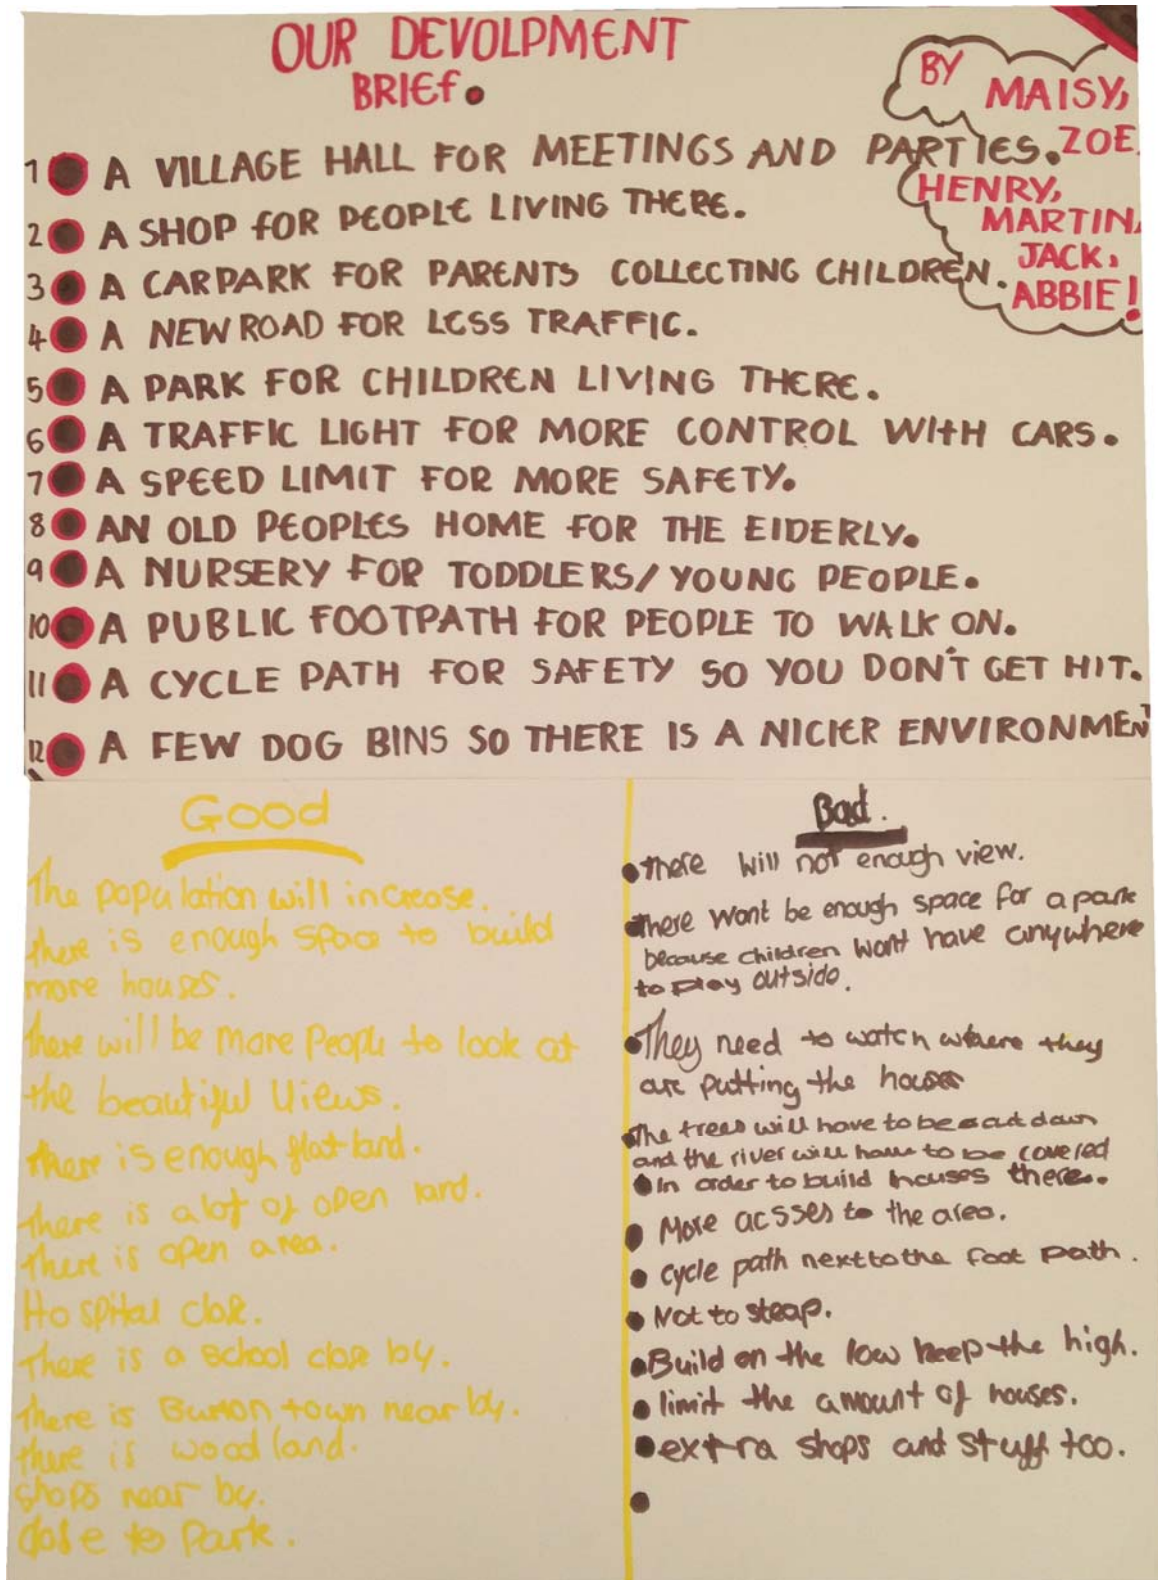 OUR DEVOLPMENT
BRIEF.
BY
MAISY,
ZOE,
HENRY,
MARTIN,
JACK,
ABBIE!
1 A VILLAGE HALL FOR MEETINGS AND PARTIES.
2 A SHOP FOR PEOPLE LIVING THERE.
3 A CARPARK FOR PARENTS COLLECTING CHILDREN.
4 A NEW ROAD FOR LESS TRAFFIC.
5 A PARK FOR CHILDREN LIVING THERE.
6 A TRAFFIC LIGHT FOR MORE CONTROL WITH CARS.
7 A SPEED LIMIT FOR MORE SAFETY.
8 AN OLD PEOPLES HOME FOR THE ElDERLY.
9 A NURSERY FOR TODDLERS/YOUNG PEOPLE.
10 A PUBLIC FOOTPATH FOR PEOPLE TO WALK ON.
11 A CYCLE PATH FOR SAFETY SO YOU DON'T GET HIT.
12 A FEW DOG BINS SO THERE IS A NICIER ENVIRONMENT
Good
The population will increase.
there is enough space to build
more houses.
There will be more People to look at
the beautiful Views.
there is enough flat land.
there is a lot of open land.
there is open area.
Hospital close.
There is a school close by.
there is Burton town near by.
there is wood land.
shops near by.
close to Park.
Bad.
• there will not enough view.
• there wont be enough space for a park
because children wont have anywhere
to play outside.
• They need to watch where they
are putting the houses
• The trees will have to be cut down
and the river will have to be covered
• In order to build houses there.
• More acsses to the area.
• cycle path next to the foot path.
• Not to steap.
• Build on the low keep the high.
• limit the amount of houses.
• extra shops and stuff too.
•